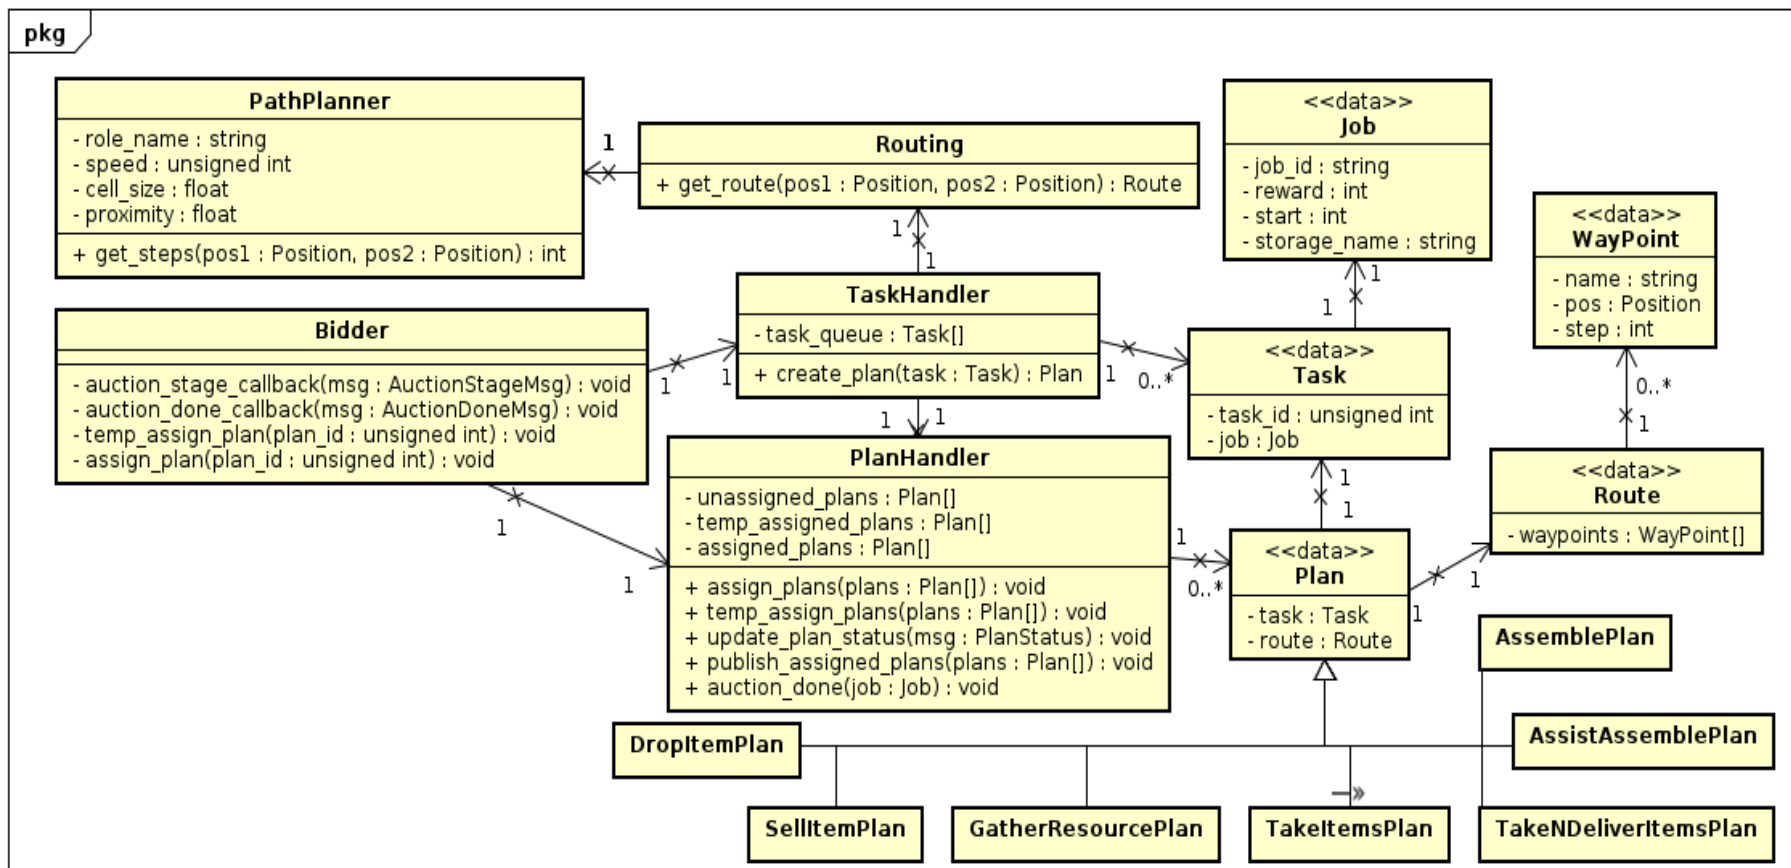 pkg
PathPlanner
- role_name : string
- speed : unsigned int
- cell_size : float
- proximity : float
+ get_steps(pos1 : Position, pos2 : Position) : int
1
Routing
+ get_route(pos1 : Position, pos2 : Position) : Route
1
1
<<data>>
Job
- job_id : string
- reward : int
- start : int
- storage_name : string
1
1
<<data>>
WayPoint
- name : string
- pos : Position
- step : int
0..*
1
Bidder
- auction_stage_callback(msg : AuctionStageMsg) : void
- auction_done_callback(msg : AuctionDoneMsg) : void
- temp_assign_plan(plan_id : unsigned int) : void
- assign_plan(plan_id : unsigned int) : void
1
1
1
1
TaskHandler
- task_queue : Task[]
+ create_plan(task : Task) : Plan
1
0..*
1
1
<<data>>
Task
- task_id : unsigned int
- job : Job
1
1
PlanHandler
- unassigned_plans : Plan[]
- temp_assigned_plans : Plan[]
- assigned_plans : Plan[]
+ assign_plans(plans : Plan[]) : void
+ temp_assign_plans(plans : Plan[]) : void
+ update_plan_status(msg : PlanStatus) : void
+ publish_assigned_plans(plans : Plan[]) : void
+ auction_done(job : Job) : void
1
0..*
<<data>>
Plan
- task : Task
- route : Route
1
1
<<data>>
Route
- waypoints : WayPoint[]
AssemblePlan
DropItemPlan
AssistAssemblePlan
SellItemPlan
GatherResourcePlan
TakeItemsPlan
TakeNDeliverItemsPlan